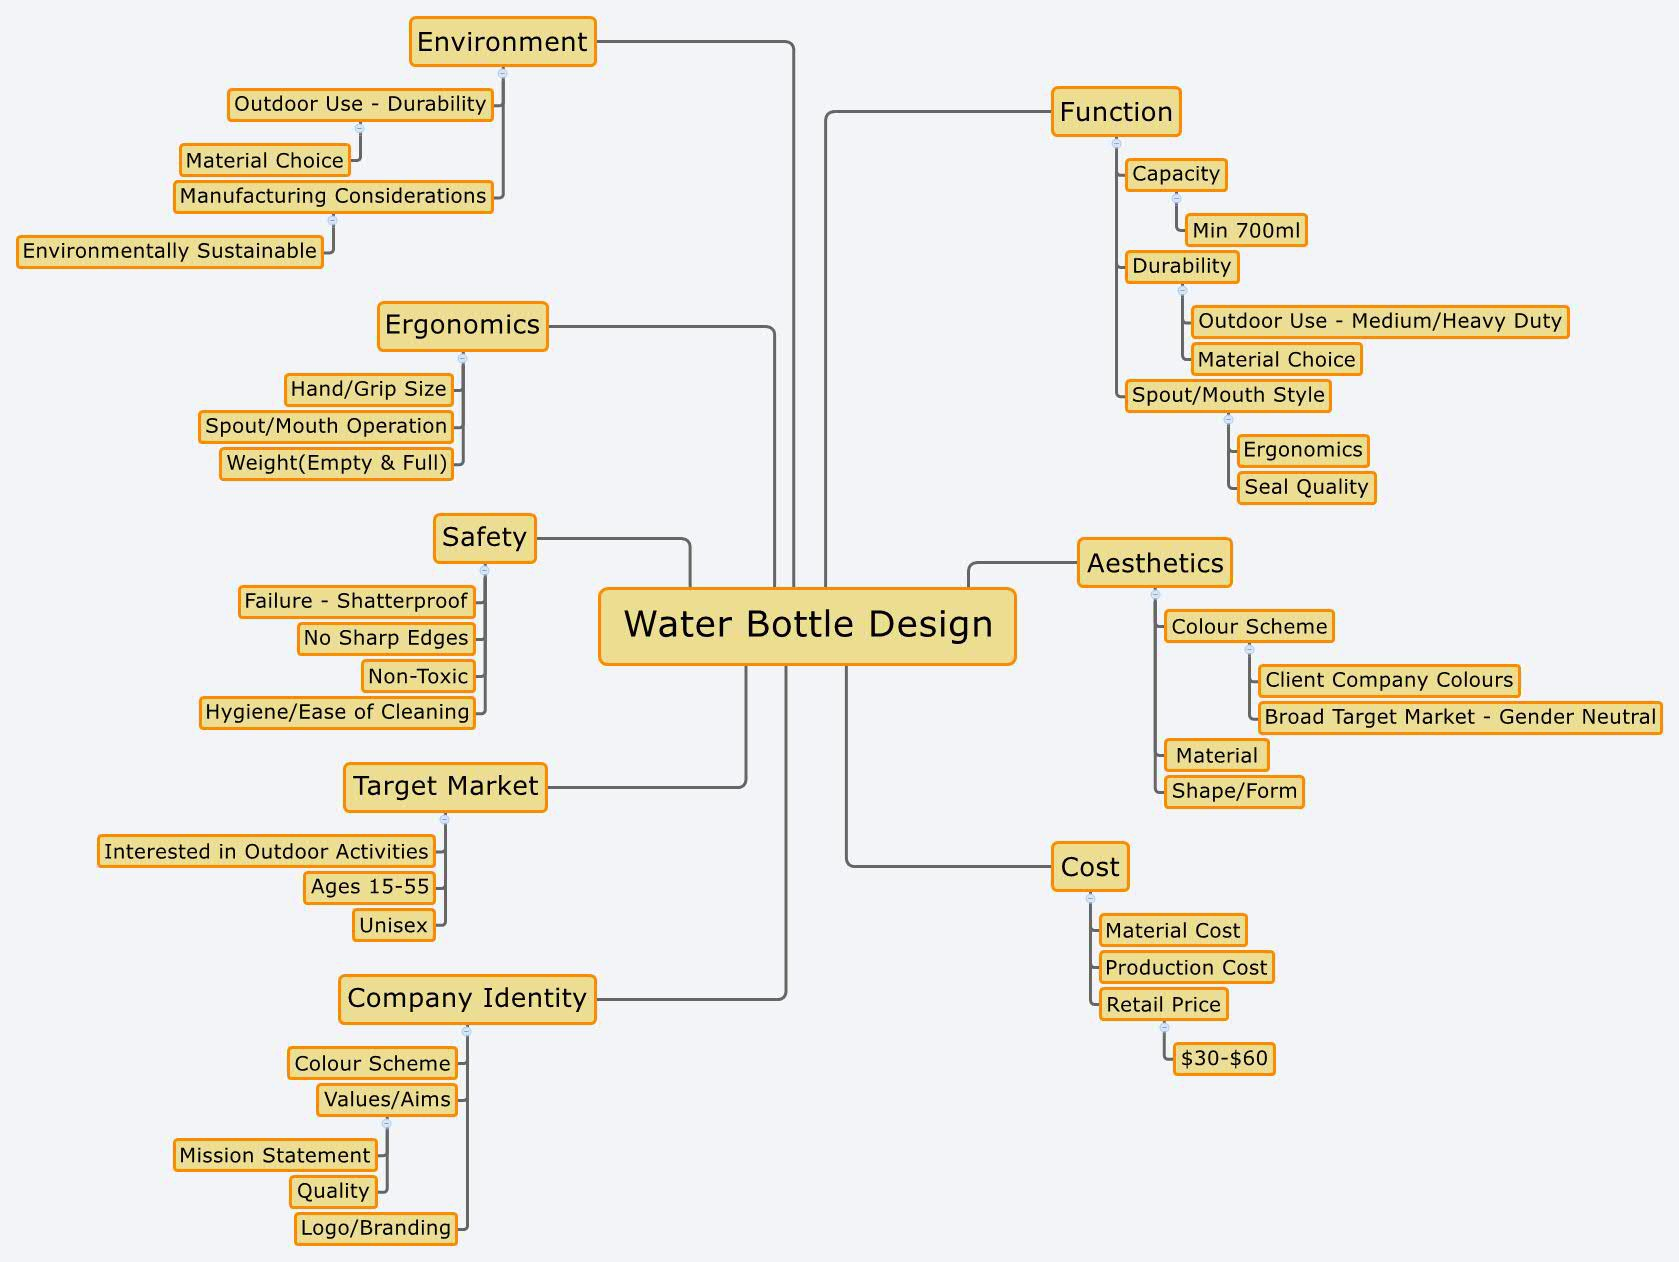 Water Bottle Design
Environment
Outdoor Use - Durability
Material Choice
Manufacturing Considerations
Environmentally Sustainable
Ergonomics
Hand/Grip Size
Spout/Mouth Operation
Weight(Empty & Full)
Safety
Failure - Shatterproof
No Sharp Edges
Non-Toxic
Hygiene/Ease of Cleaning
Target Market
Interested in Outdoor Activities
Ages 15-55
Unisex
Company Identity
Colour Scheme
Values/Aims
Mission Statement
Quality
Logo/Branding
Function
Capacity
Min 700ml
Durability
Outdoor Use - Medium/Heavy Duty
Material Choice
Spout/Mouth Style
Ergonomics
Seal Quality
Aesthetics
Colour Scheme
Client Company Colours
Broad Target Market - Gender Neutral
Material
Shape/Form
Cost
Material Cost
Production Cost
Retail Price
$30-$60